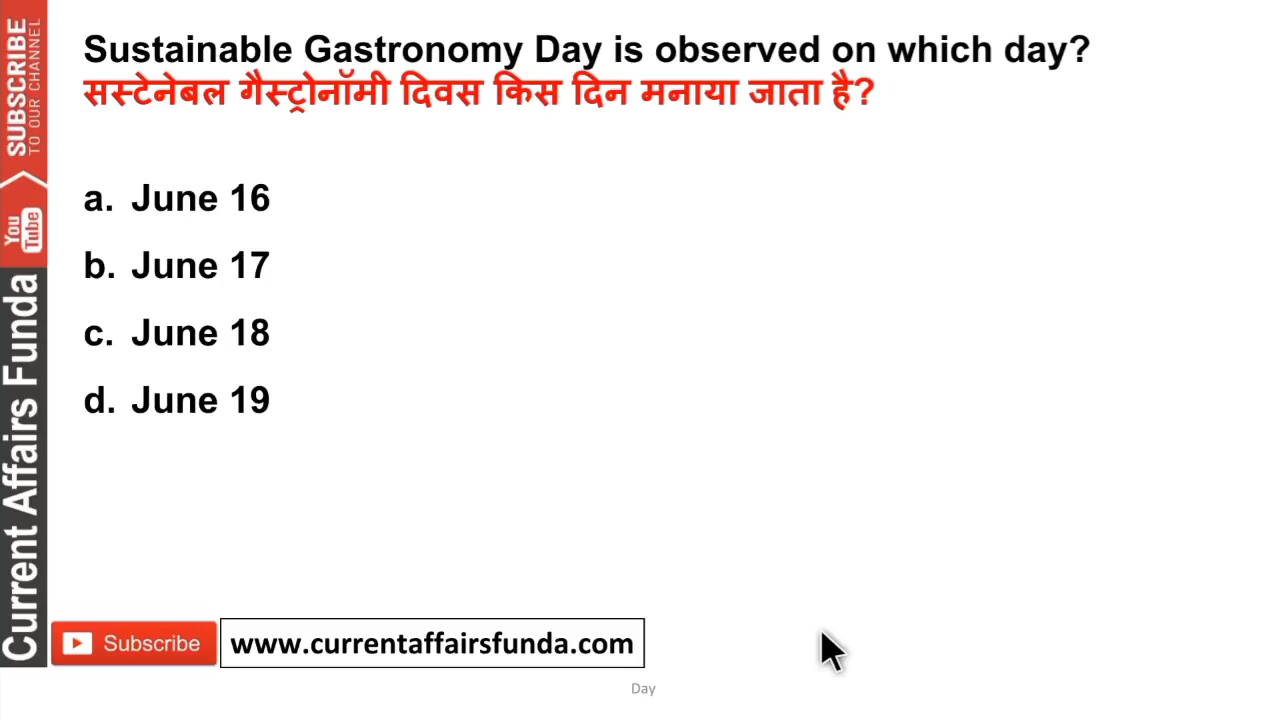 Sustainable Gastronomy Day is observed on which day?
सस्टेनेबल गैस्ट्रोनॉमी दिवस किस दिन मनाया जाता है?
a. June 16
b. June 17
c. June 18
d. June 19
SUBSCRIBE
TO OUR CHANNEL
You
Tube
Current Affairs Funda
Subscribe
www.currentaffairsfunda.com
Day